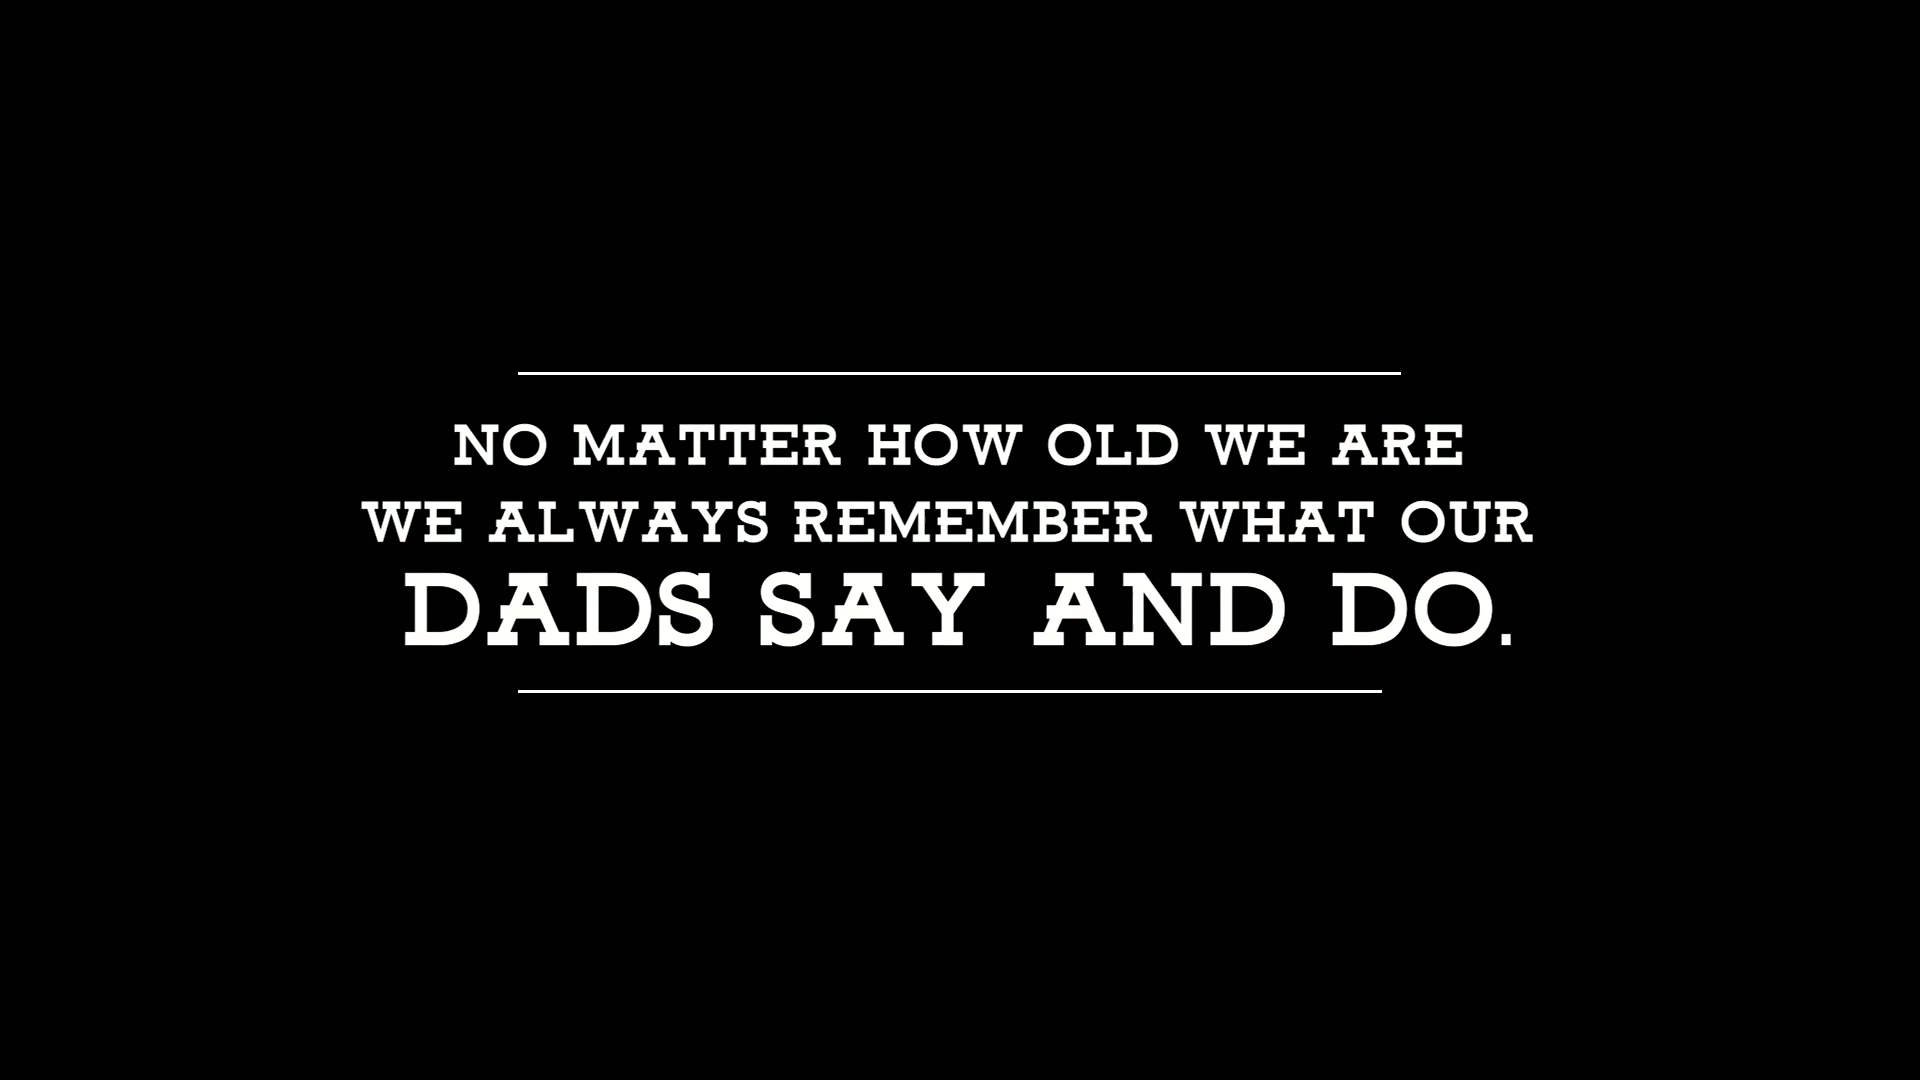 NO MATTER HOW OLD WE ARE
WE ALWAYS REMEMBER WHAT OUR
DADS SAY AND DO.